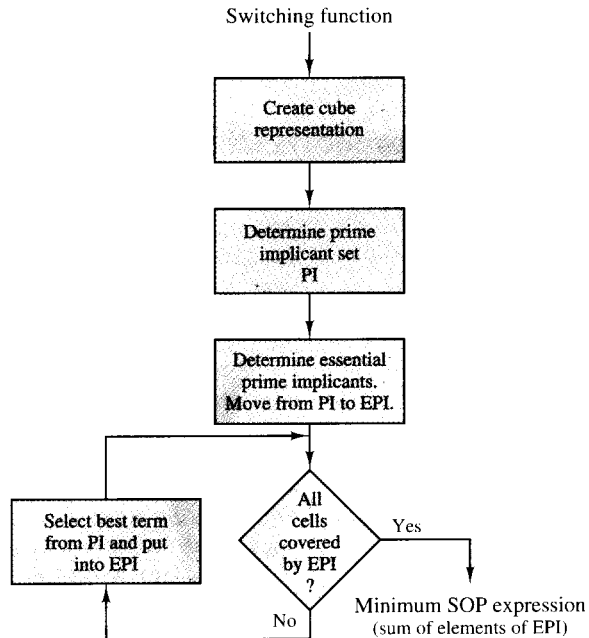 Switching function
Create cube
representation
Determine prime
implicant set
PI
Determine essential
prime implicants.
Move from PI to EPI.
All
cells
covered
by EPI
?
Yes
No
Select best term
from PI and put
into EPI
Minimum SOP expression
(sum of elements of EPI)